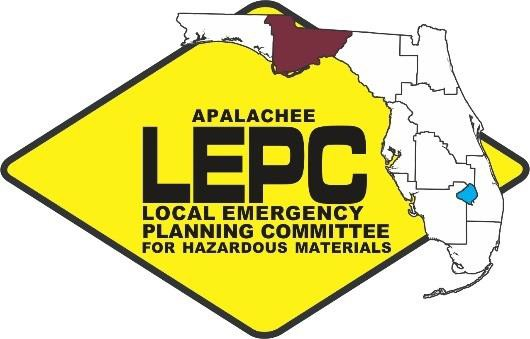 APALACHEE
LEPC
LOCAL EMERGENCY
PLANNING COMMITTEE
FOR HAZARDOUS MATERIALS